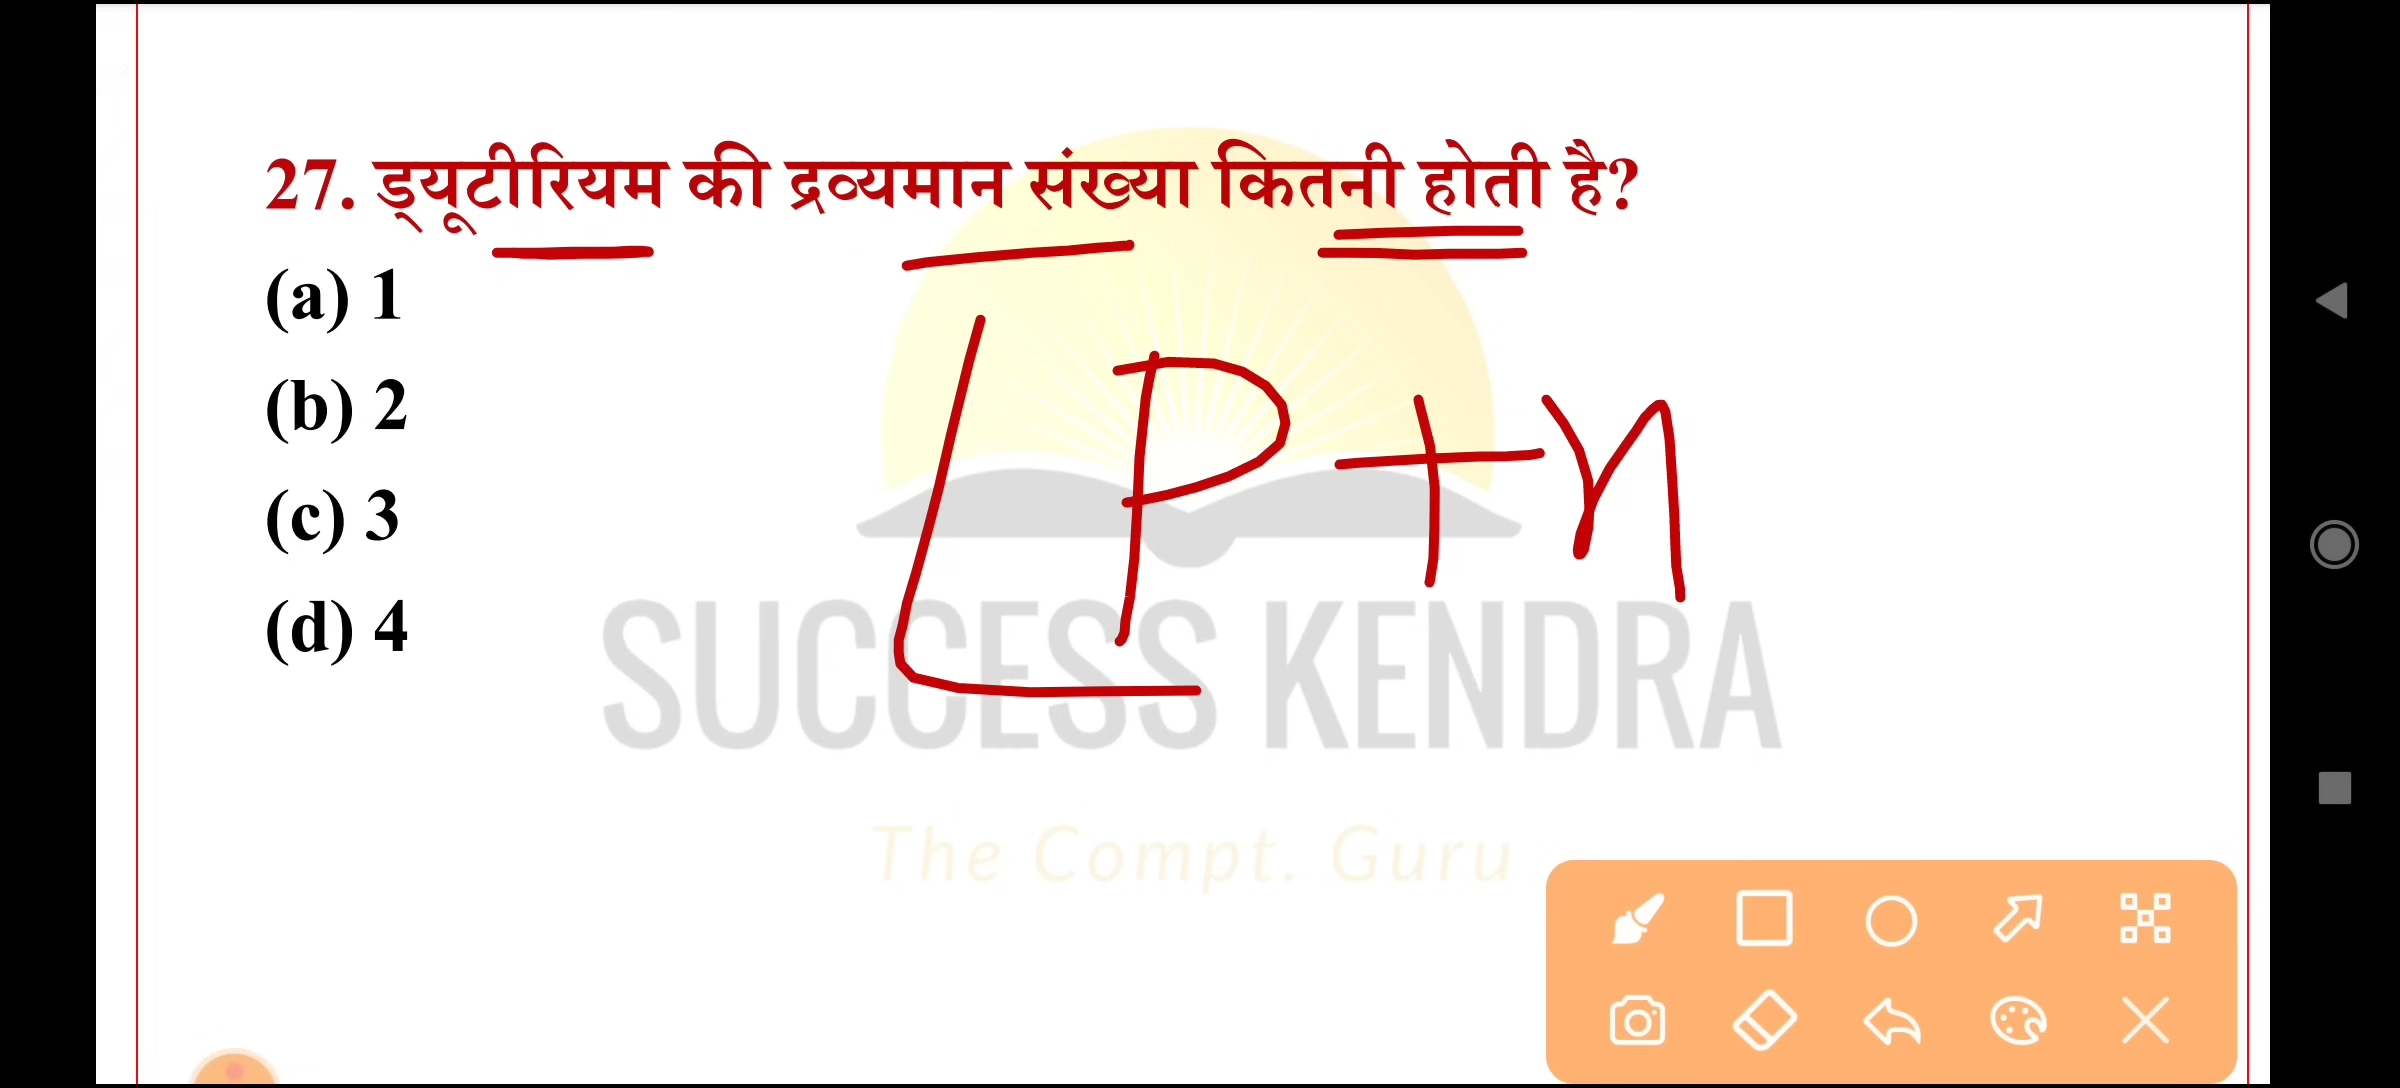 27. ड्यूटीरियम की द्रव्यमान संख्या कितनी होती है?
(a) 1
(b) 2
(c) 3
(d) 4
P+n
SUCCESS KENDRA
The Compt. Guru